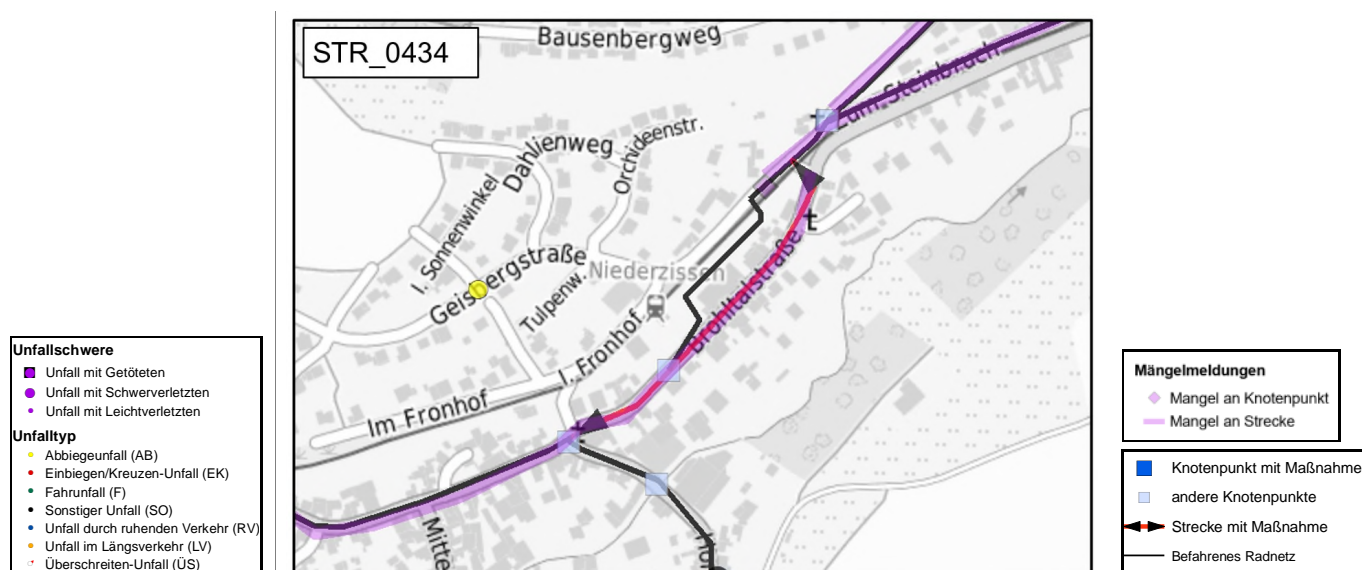 STR_0434
Bausenbergweg
Zum Steinbruch
Dahlienweg
Orchideenstr.
I. Sonnenwinkel
Geisbergstraße
Tulpenw.
Niederzissen
Brohltalstraße
I. Fronhof
Im Fronhof
Mitte
Unfallschwere
Unfall mit Getöteten
Unfall mit Schwerverletzten
Unfall mit Leichtverletzten
Unfalltyp
Abbiegeunfall (AB)
Einbiegen/Kreuzen-Unfall (EK)
Fahrunfall (F)
Sonstiger Unfall (SO)
Unfall durch ruhenden Verkehr (RV)
Unfall im Längsverkehr (LV)
Überschreiten-Unfall (ÜS)
Mängelmeldungen
Mangel an Knotenpunkt
Mangel an Strecke
Knotenpunkt mit Maßnahme
andere Knotenpunkte
Strecke mit Maßnahme
Befahrenes Radnetz